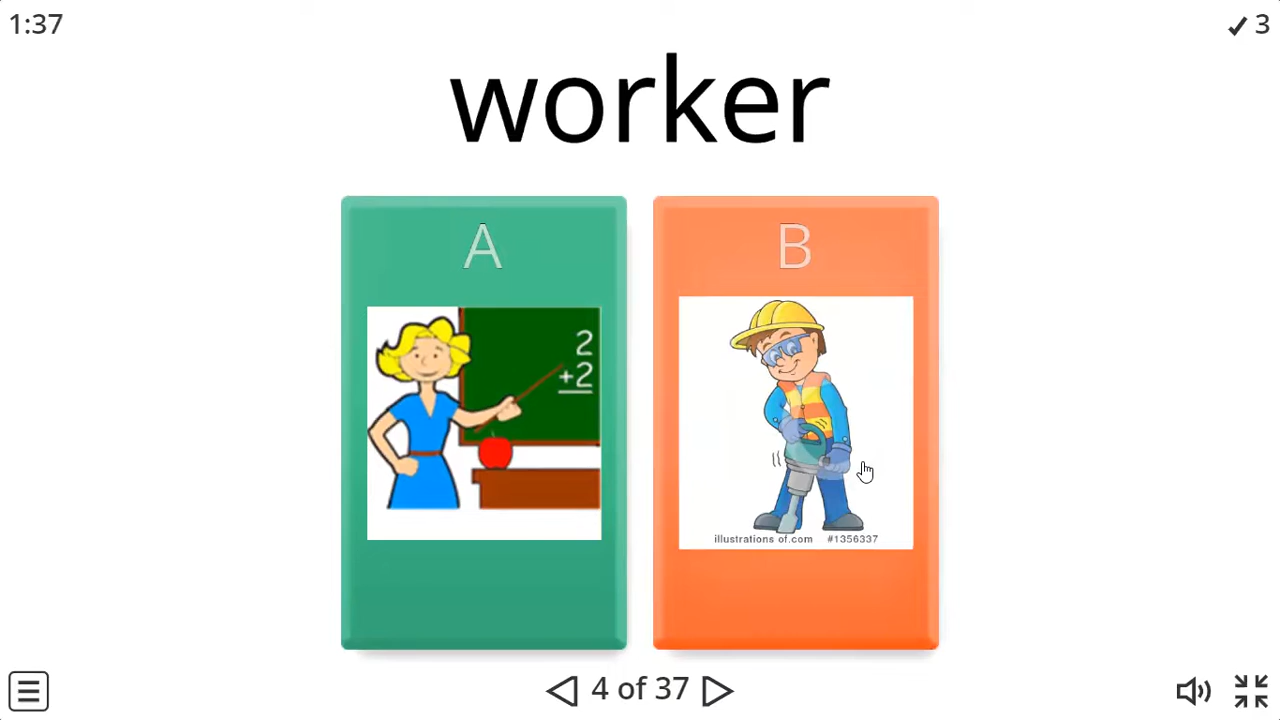 1:37
✓ 3
worker
A
B
2
+2
illustrations of.com #1356337
4 of 37